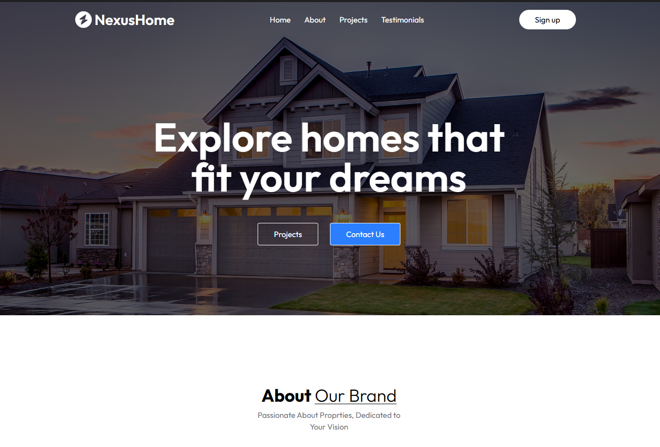 NexusHome
Home About Projects Testimonials
Sign up
Explore homes that
fit your dreams
Projects Contact Us
About Our Brand
Passionate About Proprties, Dedicated to
Your Vision